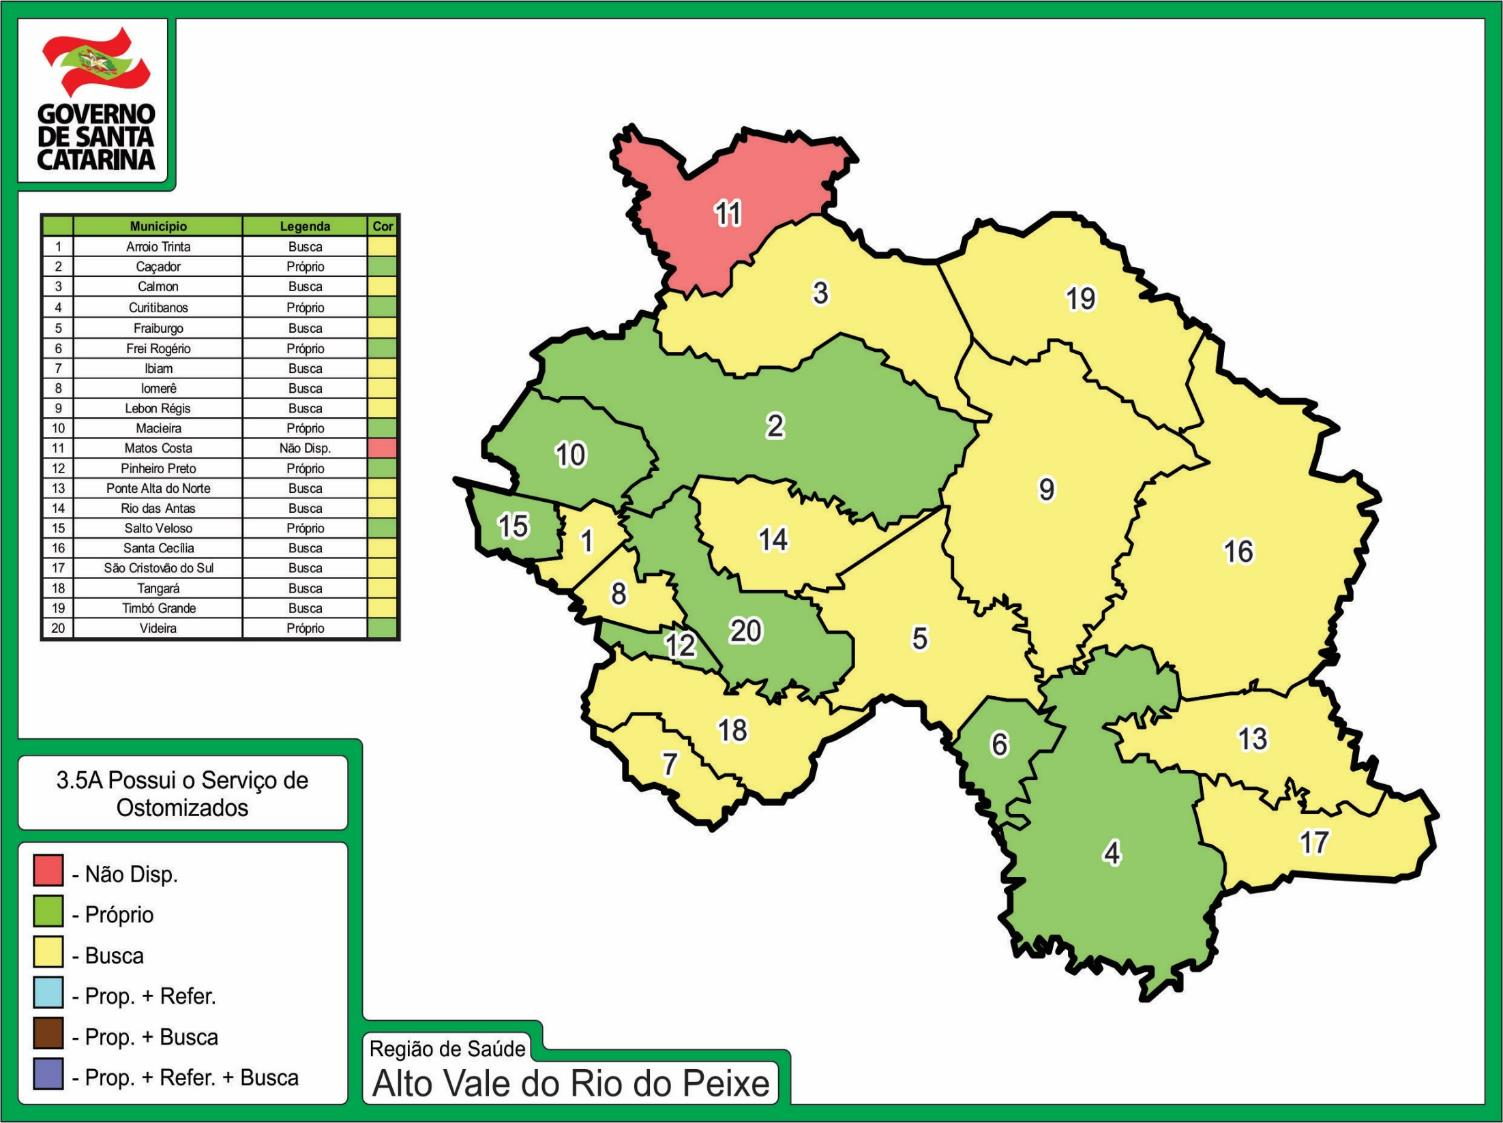 GOVERNO
DE SANTA
CATARINA
Município Legenda Cor
1 Arroio Trinta Busca
2 Caçador Próprio
3 Calmon Busca
4 Curitibanos Próprio
5 Fraiburgo Busca
6 Frei Rogério Próprio
7 Ibiam Busca
8 Iomerê Busca
9 Lebon Régis Busca
10 Macieira Próprio
11 Matos Costa Não Disp.
12 Pinheiro Preto Próprio
13 Ponte Alta do Norte Busca
14 Rio das Antas Busca
15 Salto Veloso Próprio
16 Santa Cecília Busca
17 São Cristovão do Sul Busca
18 Tangará Busca
19 Timbó Grande Busca
20 Videira Próprio
11
3
19
2
10
9
15
1
14
16
8
20
12
5
18
6
13
7
17
4
3.5A Possui o Serviço de
Ostomizados
- Não Disp.
- Próprio
- Busca
- Prop. + Refer.
- Prop. + Busca
- Prop. + Refer. + Busca
Região de Saúde
Alto Vale do Rio do Peixe